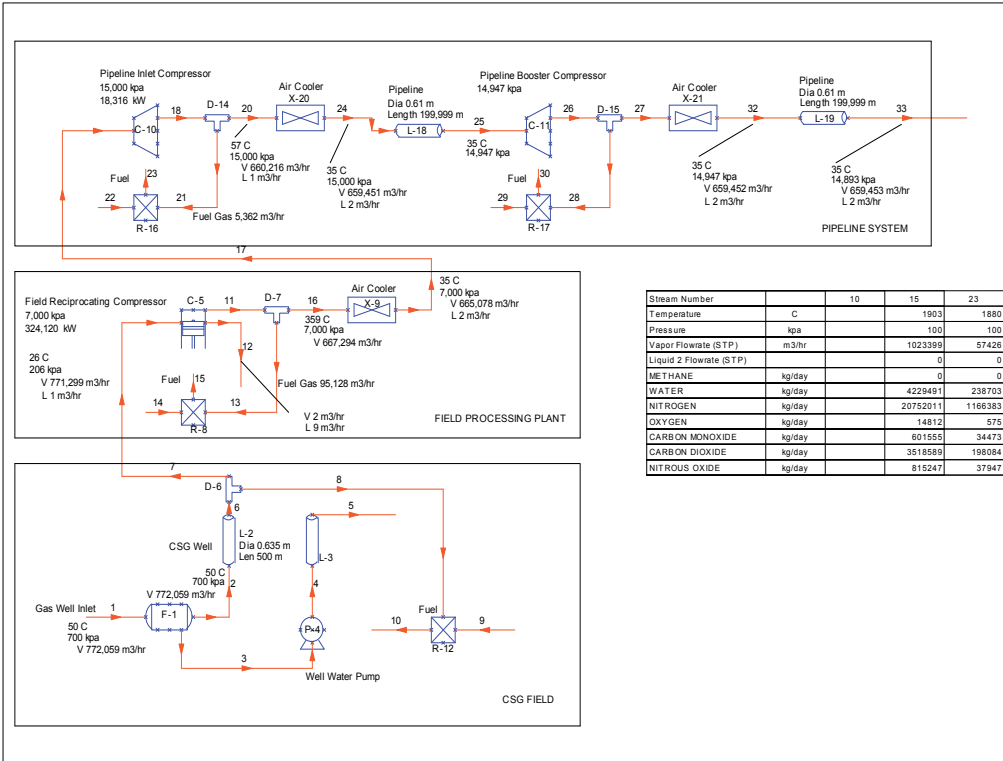 Pipeline Inlet Compressor
15,000 kpa
18,316 kW
18
C-10
D-14
20
Air Cooler
X-20
24
57 C
15,000 kpa
V 660,216 m3/hr
L 1 m3/hr
35 C
15,000 kpa
V 659,451 m3/hr
L 2 m3/hr
Pipeline
Dia 0.61 m
Length 199,999 m
L-18
25
35 C
14,947 kpa
Pipeline Booster Compressor
14,947 kpa
C-11
26
D-15
27
Air Cooler
X-21
32
35 C
14,947 kpa
V 659,452 m3/hr
L 2 m3/hr
Pipeline
Dia 0.61 m
Length 199,999 m
L-19
33
35 C
14,893 kpa
V 659,453 m3/hr
L 2 m3/hr
Fuel
23
22
21
R-16
Fuel Gas 5,362 m3/hr
Fuel
30
29
28
R-17
PIPELINE SYSTEM
17
Field Reciprocating Compressor
7,000 kpa
324,120 kW
C-5
11
D-7
16
Air Cooler
X-9
35 C
7,000 kpa
V 665,078 m3/hr
L 2 m3/hr
359 C
7,000 kpa
V 667,294 m3/hr
26 C
206 kpa
V 771,299 m3/hr
L 1 m3/hr
12
Fuel
15
Fuel Gas 95,128 m3/hr
14
13
R-8
V 2 m3/hr
L 9 m3/hr
FIELD PROCESSING PLANT
7
D-6
8
6
5
CSG Well
L-2
Dia 0.635 m
Len 500 m
L-3
50 C
700 kpa
V 772,059 m3/hr
2
4
Gas Well Inlet
1
F-1
50 C
700 kpa
V 772,059 m3/hr
P-4
Fuel
10
9
R-12
3
Well Water Pump
CSG FIELD
Stream Number 10 15 23
Temperature C 1903 1880
Pressure kpa 100 100
Vapor Flowrate (STP) m3/hr 1023399 57426
Liquid 2 Flowrate (STP) 0 0
METHANE kg/day 0 0
WATER kg/day 4229491 238703
NITROGEN kg/day 20752011 1166383
OXYGEN kg/day 14812 575
CARBON MONOXIDE kg/day 601555 34473
CARBON DIOXIDE kg/day 3518589 198084
NITROUS OXIDE kg/day 815247 37947